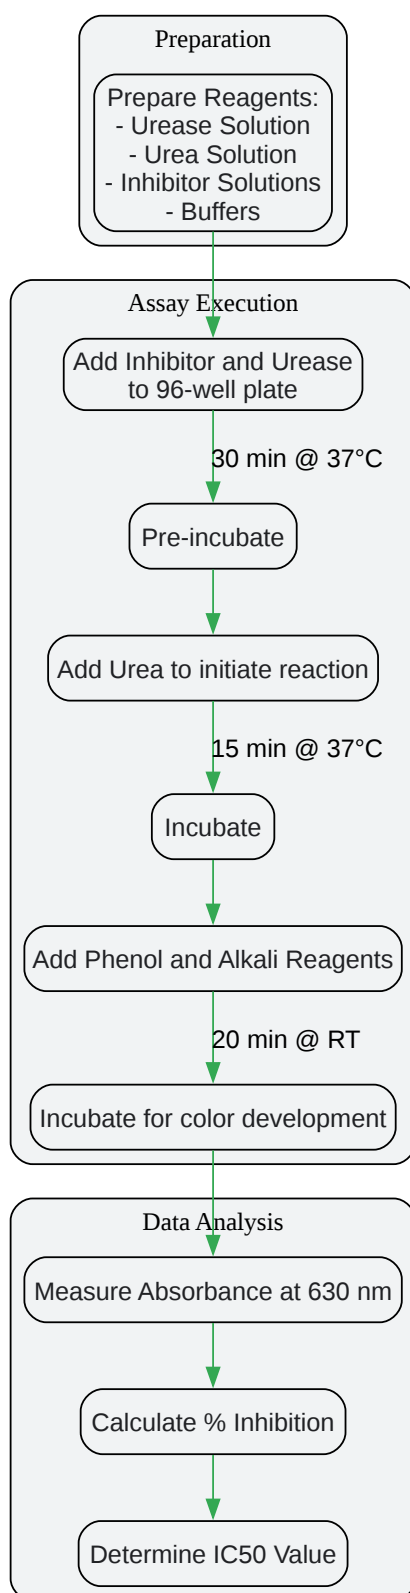 Preparation
Prepare Reagents:
- Urease Solution
- Urea Solution
- Inhibitor Solutions
- Buffers
Assay Execution
Add Inhibitor and Urease
to 96-well plate
30 min @ 37°C
Pre-incubate
Add Urea to initiate reaction
15 min @ 37°C
Incubate
Add Phenol and Alkali Reagents
20 min @ RT
Incubate for color development
Data Analysis
Measure Absorbance at 630 nm
Calculate % Inhibition
Determine IC50 Value